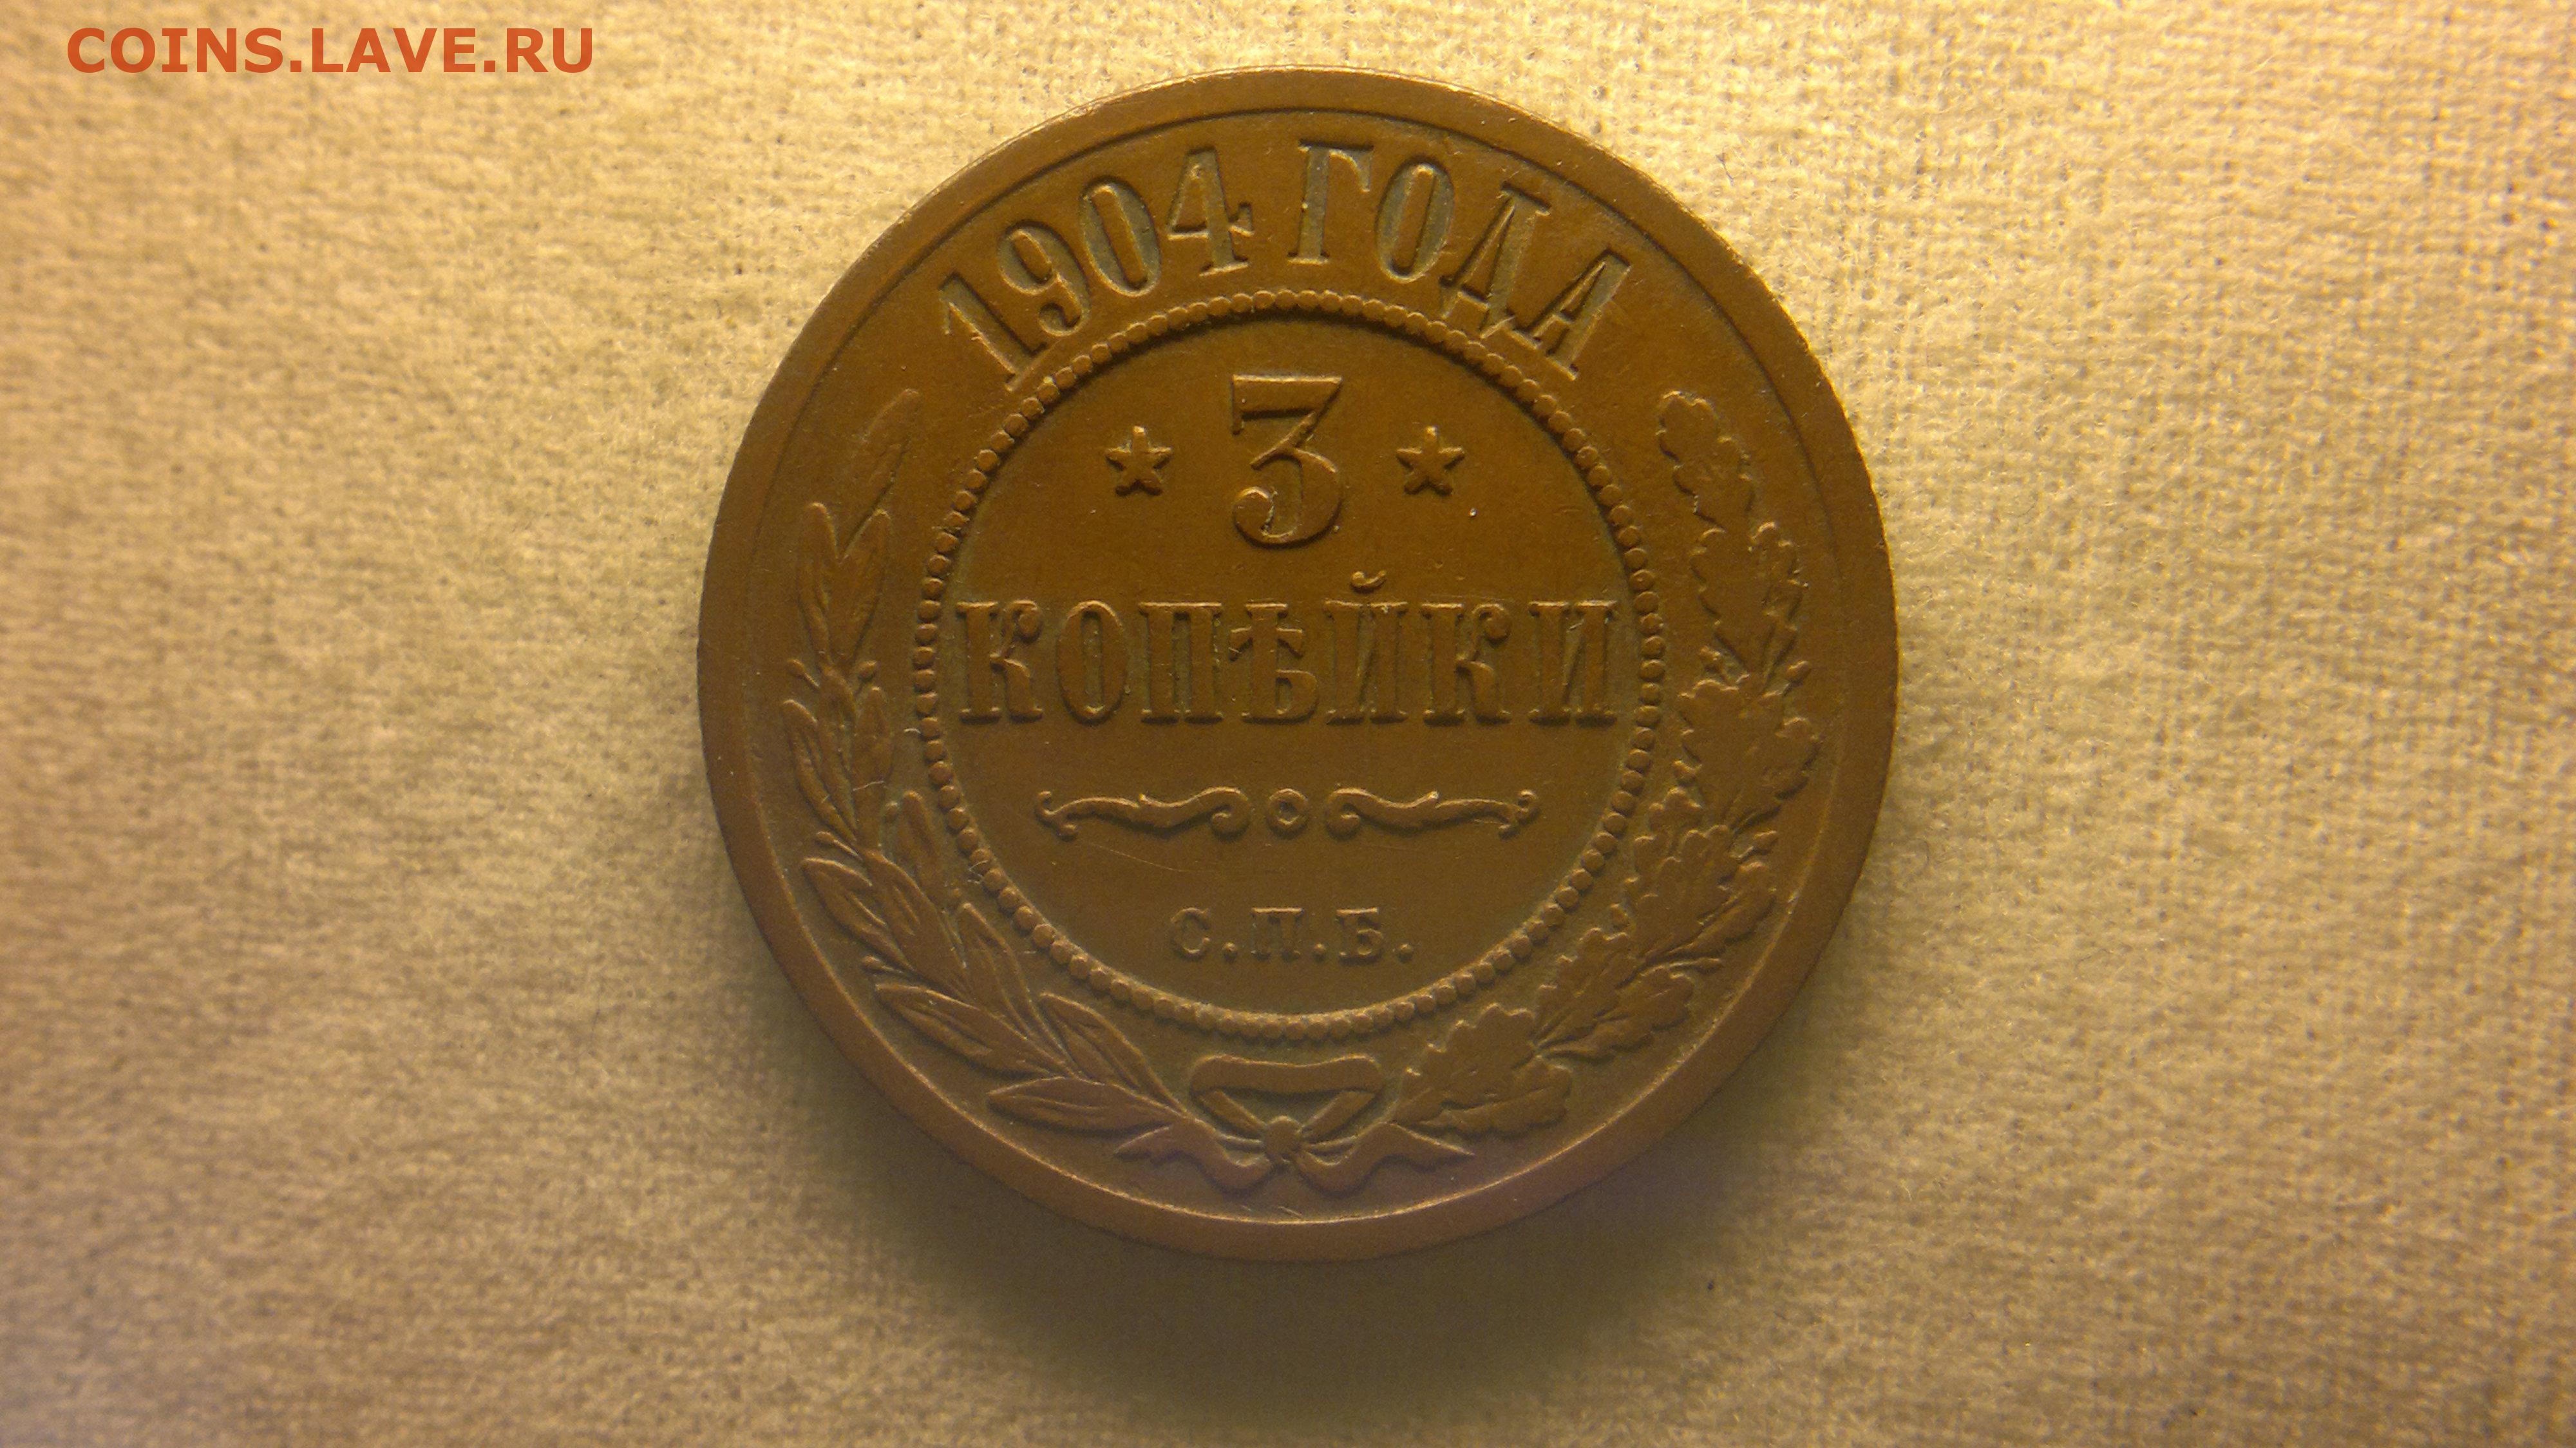 COINS.LAVE.RU
1904 ГОДА
3
КОПѢЙКИ
С.П.Б.